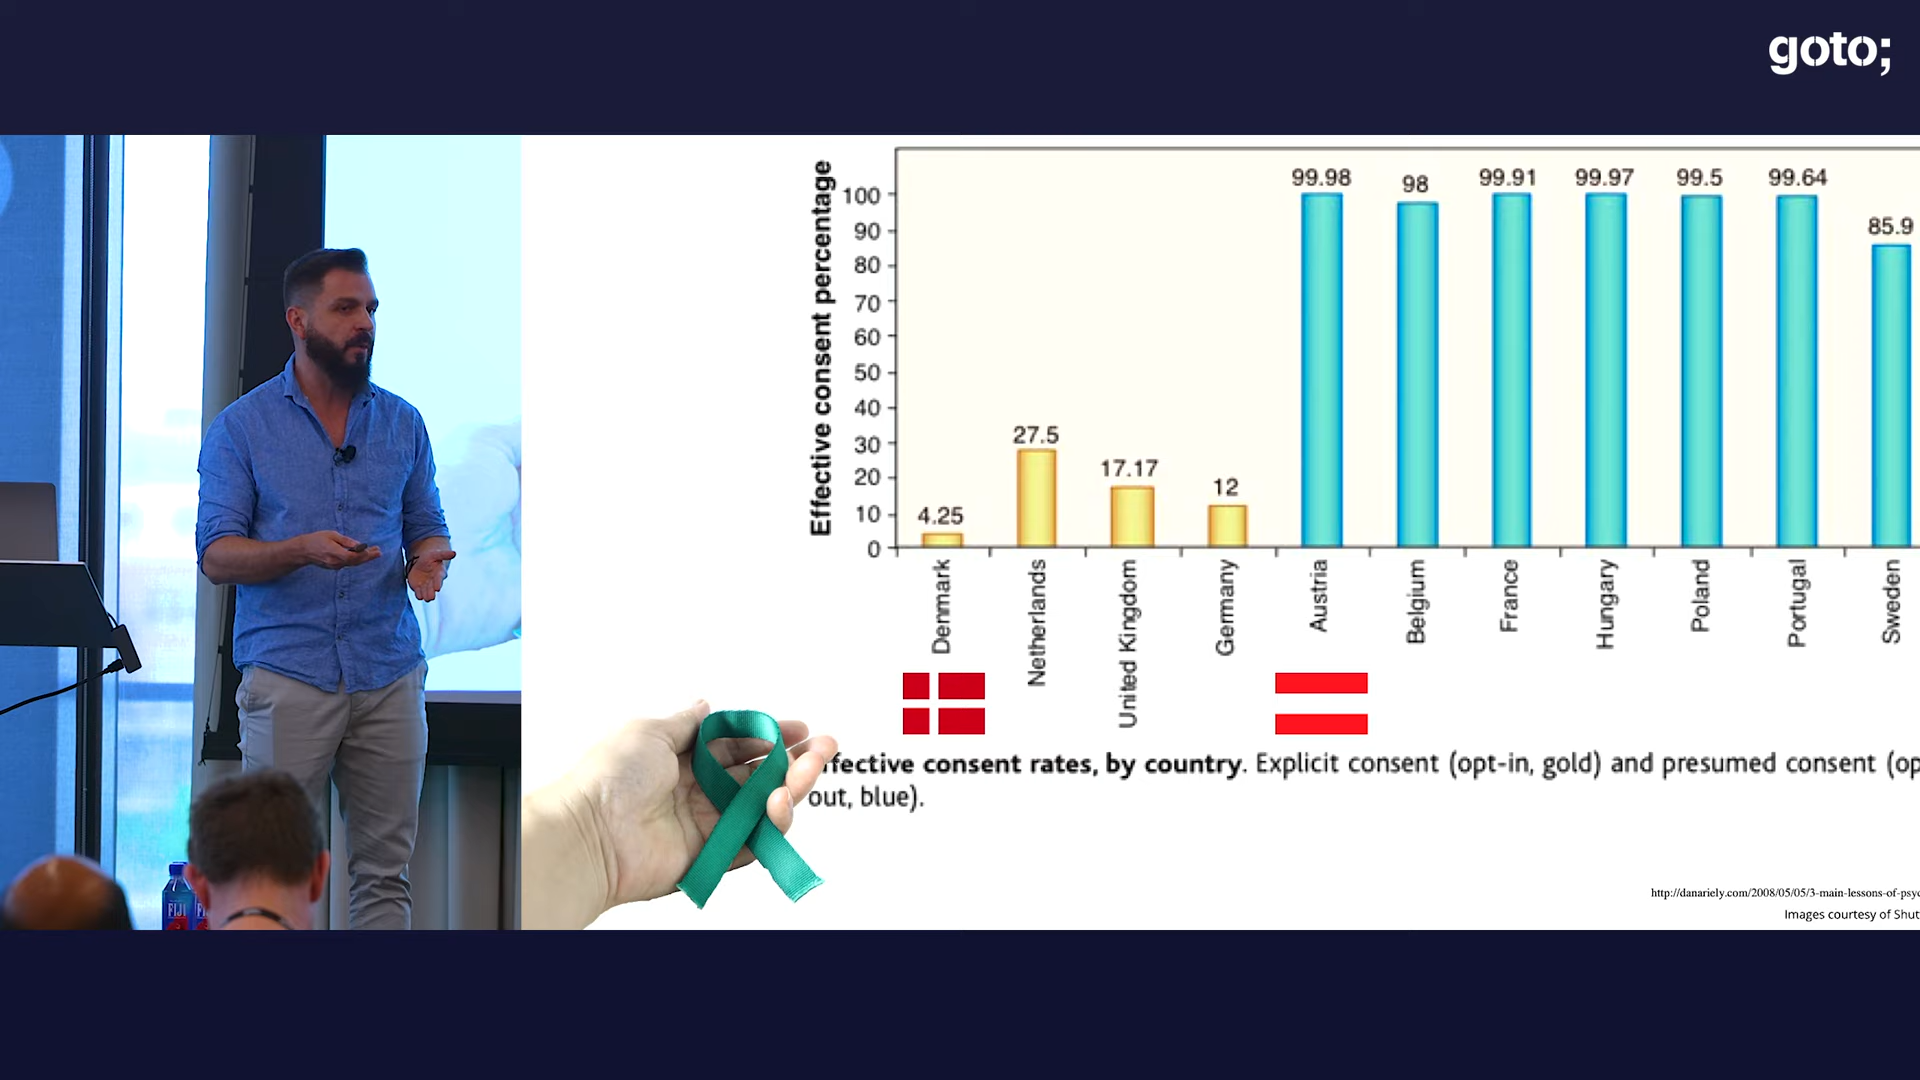 goto;
Effective consent percentage
100
90
80
70
60
50
40
30
20
10
0
4.25
27.5
17.17
12
99.98
98
99.91
99.97
99.5
99.64
85.9
Denmark
Netherlands
United Kingdom
Germany
Austria
Belgium
France
Hungary
Poland
Portugal
Sweden
ffective consent rates, by country. Explicit consent (opt-in, gold) and presumed consent (op
out, blue).
http://danariely.com/2008/05/05/3-main-lessons-of-psyc
Images courtesy of Shut
FIJI